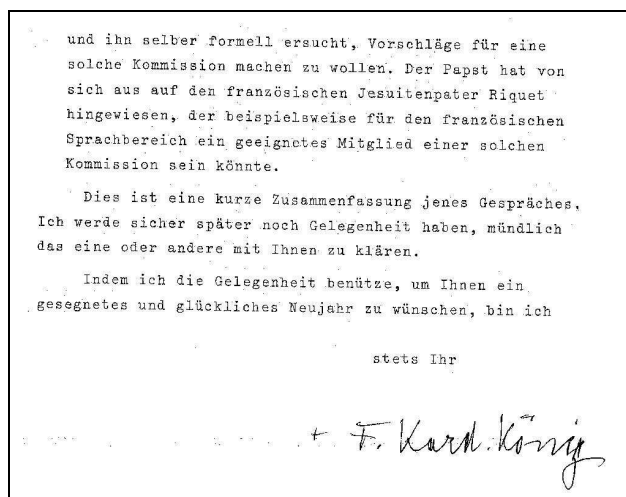 und ihn selber formell ersucht, Vorschläge für eine
solche Kommission machen zu wollen. Der Papst hat von
sich aus auf den französischen Jesuitenpater Riquet
hingewiesen, der beispielsweise für den französischen
Sprachbereich ein geeignetes Mitglied einer solchen
Kommission sein könnte.
Dies ist eine kurze Zusammenfassung jenes Gespräches.
Ich werde sicher später noch Gelegenheit haben, mündlich
das eine oder andere mit Ihnen zu klären.
Indem ich die Gelegenheit benütze, um Ihnen ein
gesegnetes und glückliches Neujahr zu wünschen, bin ich
stets Ihr
+ F. Kard. König